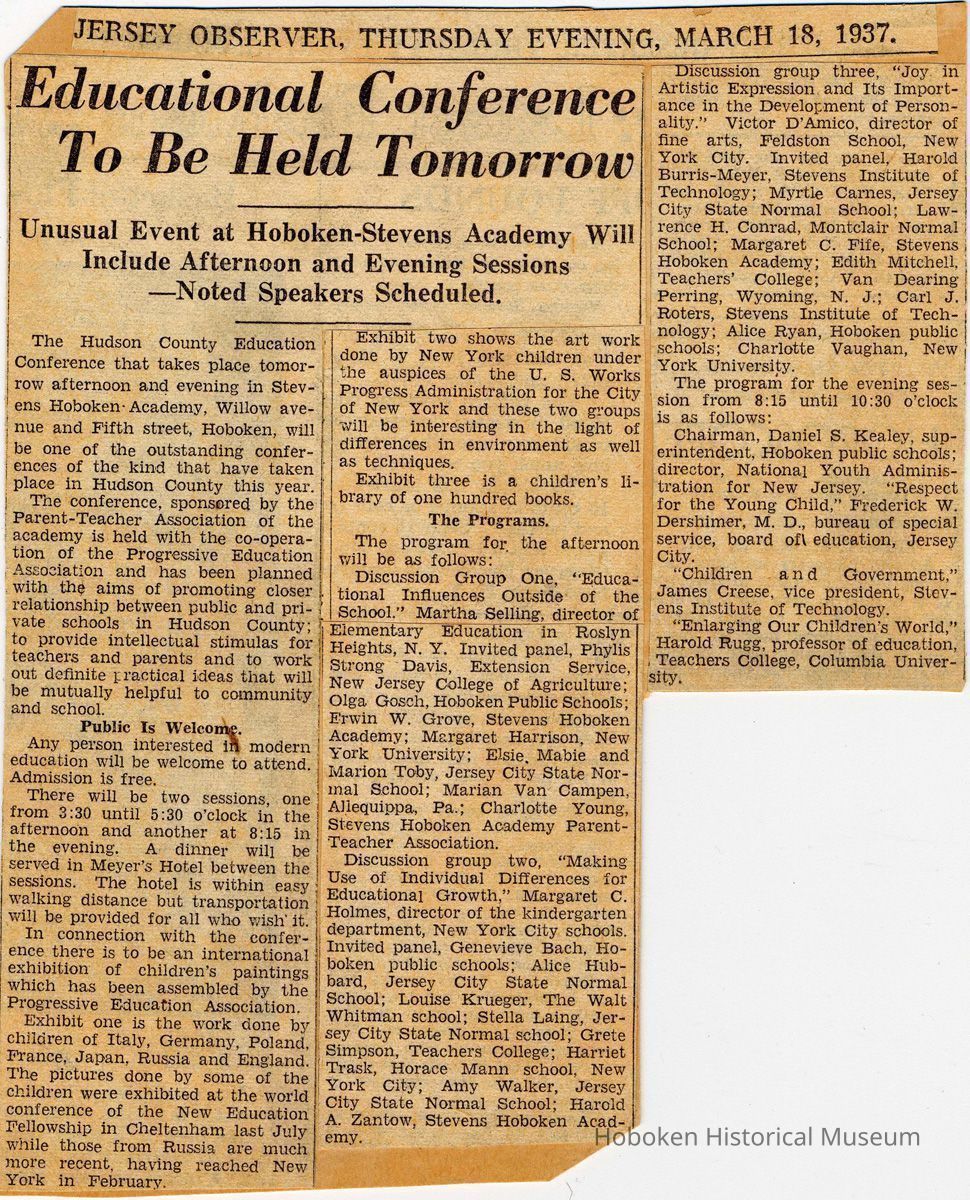 JERSEY OBSERVER, THURSDAY EVENING, MARCH 18, 1937.
Educational Conference
To Be Held Tomorrow
Unusual Event at Hoboken-Stevens Academy Will
Include Afternoon and Evening Sessions
—Noted Speakers Scheduled.
The Hudson County Education
Conference that takes place tomor-
row afternoon and evening in Stev-
ens Hoboken Academy, Willow ave-
nue and Fifth street, Hoboken, will
be one of the outstanding confer-
ences of the kind that have taken
place in Hudson County this year.
The conference, sponsored by the
Parent-Teacher Association of the
academy is held with the co-opera-
tion of the Progressive Education
Association and has been planned
with the aims of promoting closer
relationship between public and pri-
vate schools in Hudson County;
to provide intellectual stimulas for
teachers and parents and to work
out definite practical ideas that will
be mutually helpful to community
and school.
Public Is Welcome.
Any person interested in modern
education will be welcome to attend.
Admission is free.
There will be two sessions, one
from 3:30 until 5:30 o'clock in the
afternoon and another at 8:15 in
the evening. A dinner will be
served in Meyer's Hotel between the
sessions. The hotel is within easy
walking distance but transportation
will be provided for all who wish it.
In connection with the confer-
ence there is to be an international
exhibition of children's paintings
which has been assembled by the
Progressive Education Association.
Exhibit one is the work done by
children of Italy, Germany, Poland,
France, Japan, Russia and England.
The pictures done by some of the
children were exhibited at the world
conference of the New Education
Fellowship in Cheltenham last July
while those from Russia are much
more recent, having reached New
York in February.
Exhibit two shows the art work
done by New York children under
the auspices of the U. S. Works
Progress Administration for the City
of New York and these two groups
will be interesting in the light of
differences in environment as well
as techniques.
Exhibit three is a children's li-
brary of one hundred books.
The Programs.
The program for the afternoon
will be as follows:
Discussion Group One, "Educa-
tional Influences Outside of the
School." Martha Selling, director of
Elementary Education in Roslyn
Heights, N. Y. Invited panel, Phylis
Strong Davis, Extension Service,
New Jersey College of Agriculture;
Olga Gosch, Hoboken Public Schools;
Erwin W. Grove, Stevens Hoboken
Academy; Margaret Harrison, New
York University; Elsie Mabie and
Marion Toby, Jersey City State Nor-
mal School; Marian Van Campen,
Allequippa, Pa.; Charlotte Young,
Stevens Hoboken Academy Parent-
Teacher Association.
Discussion group two, "Making
Use of Individual Differences for
Educational Growth," Margaret C.
Holmes, director of the kindergarten
department, New York City schools.
Invited panel, Genevieve Bach, Ho-
boken public schools; Alice Hub-
bard, Jersey City State Normal
School; Louise Krueger, The Walt
Whitman school; Stella Laing, Jer-
sey City State Normal school; Grete
Simpson, Teachers College; Harriet
Trask, Horace Mann school, New
York City; Amy Walker, Jersey
City State Normal School; Harold
A. Zantow, Stevens Hoboken Acad-
emy.
Discussion group three, "Joy in
Artistic Expression and Its Import-
ance in the Development of Person-
ality." Victor D'Amico, director of
fine arts, Feldston School, New
York City. Invited panel, Harold
Burris-Meyer, Stevens Institute of
Technology; Myrtle Carnes, Jersey
City State Normal School; Law-
rence H. Conrad, Montclair Normal
School; Margaret C. Fife, Stevens
Hoboken Academy; Edith Mitchell,
Teachers' College; Van Dearing
Perring, Wyoming, N. J.; Carl J.
Roters, Stevens Institute of Tech-
nology; Alice Ryan, Hoboken public
schools; Charlotte Vaughan, New
York University.
The program for the evening ses-
sion from 8:15 until 10:30 o'clock
is as follows:
Chairman, Daniel S. Kealey, sup-
erintendent, Hoboken public schools;
director, National Youth Adminis-
tration for New Jersey. "Respect
for the Young Child," Frederick W.
Dershimer, M. D., bureau of special
service, board of education, Jersey
City.
"Children and Government,"
James Creese, vice president, Stev-
ens Institute of Technology.
"Enlarging Our Children's World,"
Harold Rugg, professor of education,
Teachers College, Columbia Univer-
sity.
Hoboken Historical Museum